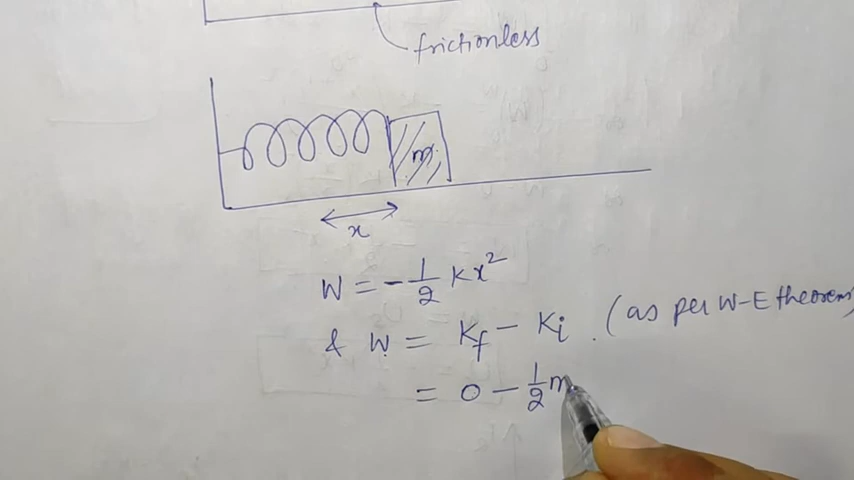 frictionless
m
x
W = -1/2 Kx²
& W = Kf - Ki. (as per W-E theorem)
= 0 - 1/2 m